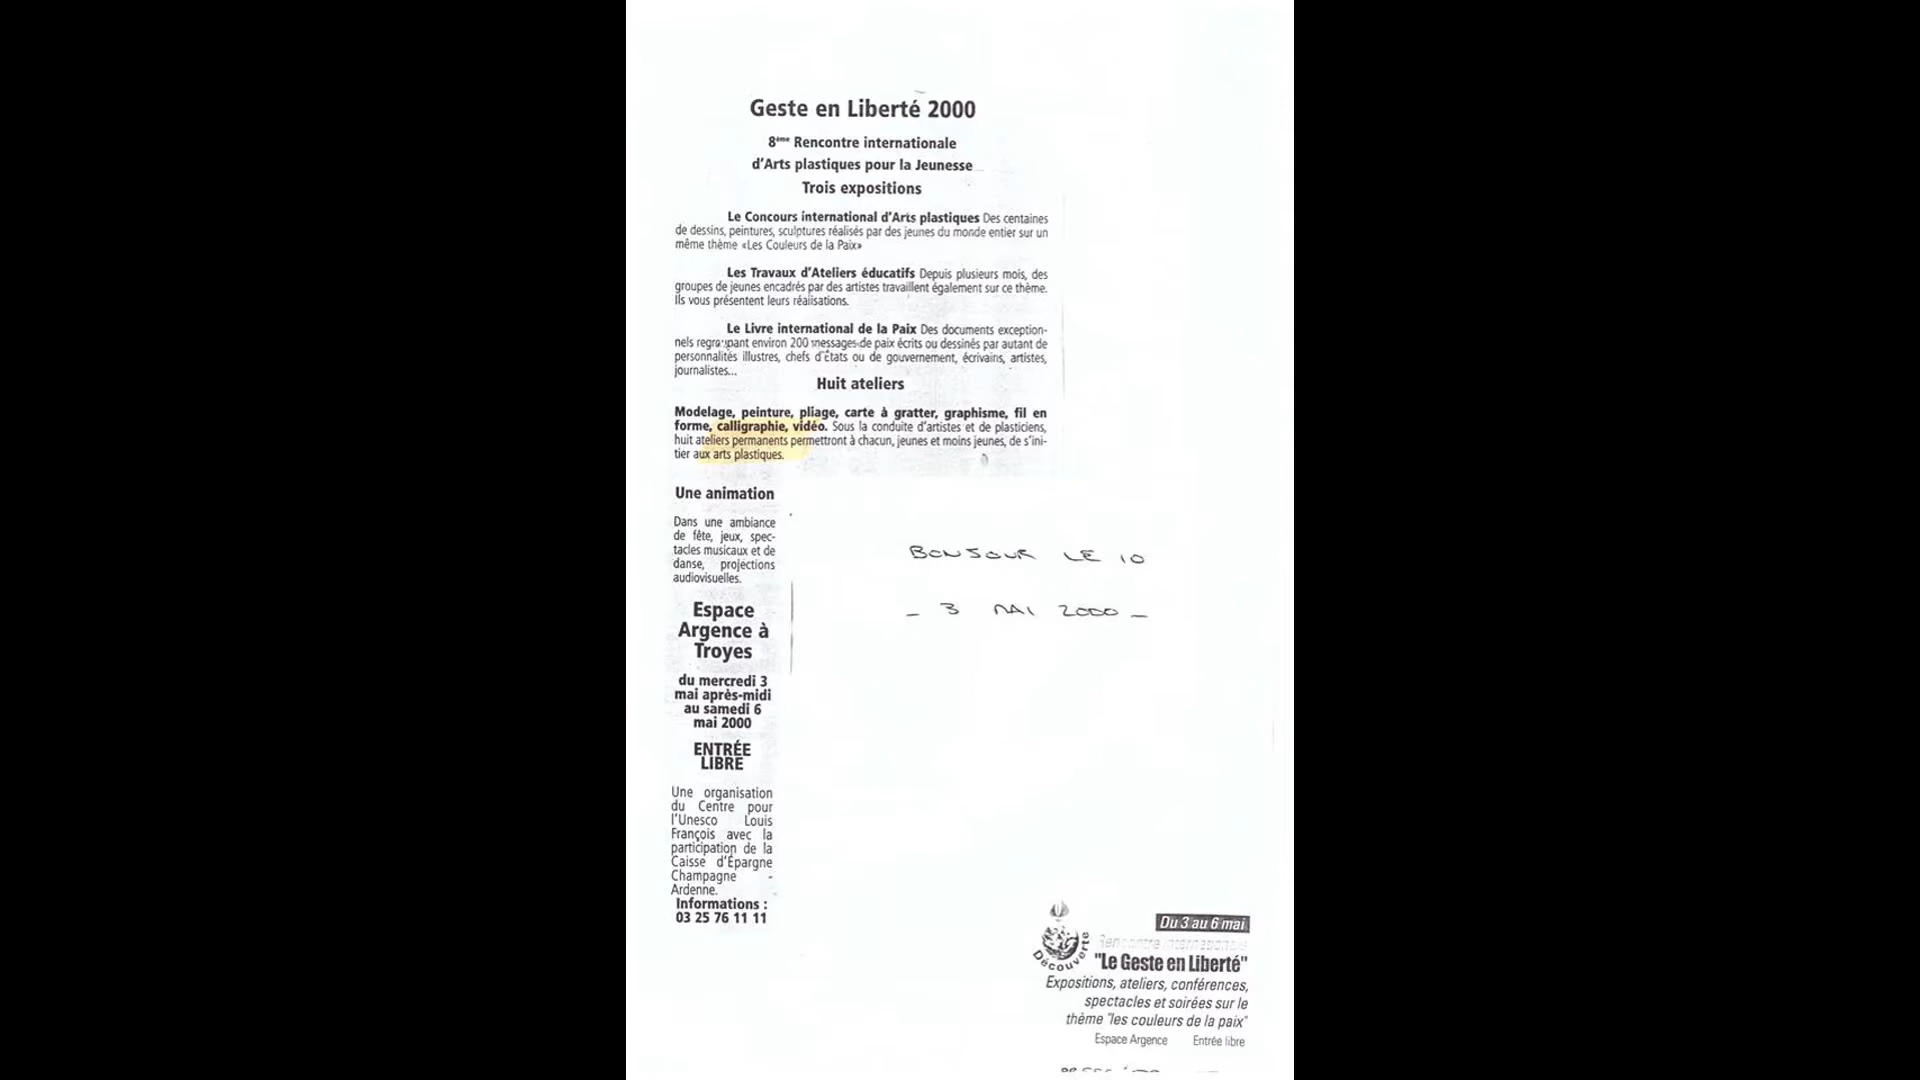 Geste en Liberté 2000
8ème Rencontre internationale
d'Arts plastiques pour la Jeunesse
Trois expositions
Le Concours international d'Arts plastiques Des centaines
de dessins, peintures, sculptures réalisés par des jeunes du monde entier sur un
même thème «Les Couleurs de la Paix»
Les Travaux d'Ateliers éducatifs Depuis plusieurs mois, des
groupes de jeunes encadrés par des artistes travaillent également sur ce thème.
Ils vous présentent leurs réalisations.
Le Livre international de la Paix Des documents exception-
nels regroupant environ 200 messages de paix écrits ou dessinés par autant de
personnalités illustres, chefs d'États ou de gouvernement, écrivains, artistes,
journalistes...
Huit ateliers
Modelage, peinture, pliage, carte à gratter, graphisme, fil en
forme, calligraphie, vidéo. Sous la conduite d'artistes et de plasticiens,
huit ateliers permanents permettront à chacun, jeunes et moins jeunes, de s'ini-
tier aux arts plastiques.
Une animation
Dans une ambiance
de fête, jeux, spec-
tacles musicaux et de
danse, projections
audiovisuelles.
Espace
Argence à
Troyes
du mercredi 3
mai après-midi
au samedi 6
mai 2000
ENTRÉE
LIBRE
Une organisation
du Centre pour
l'Unesco Louis
François avec la
participation de la
Caisse d'Épargne
Champagne -
Ardenne.
Informations :
03 25 76 11 11
BONJOUR LE 10
_ 3 MAI 2000 _
Du 3 au 6 mai
Découverte
Rencontre internationale
"Le Geste en Liberté"
Expositions, ateliers, conférences,
spectacles et soirées sur le
thème "les couleurs de la paix"
Espace Argence Entrée libre